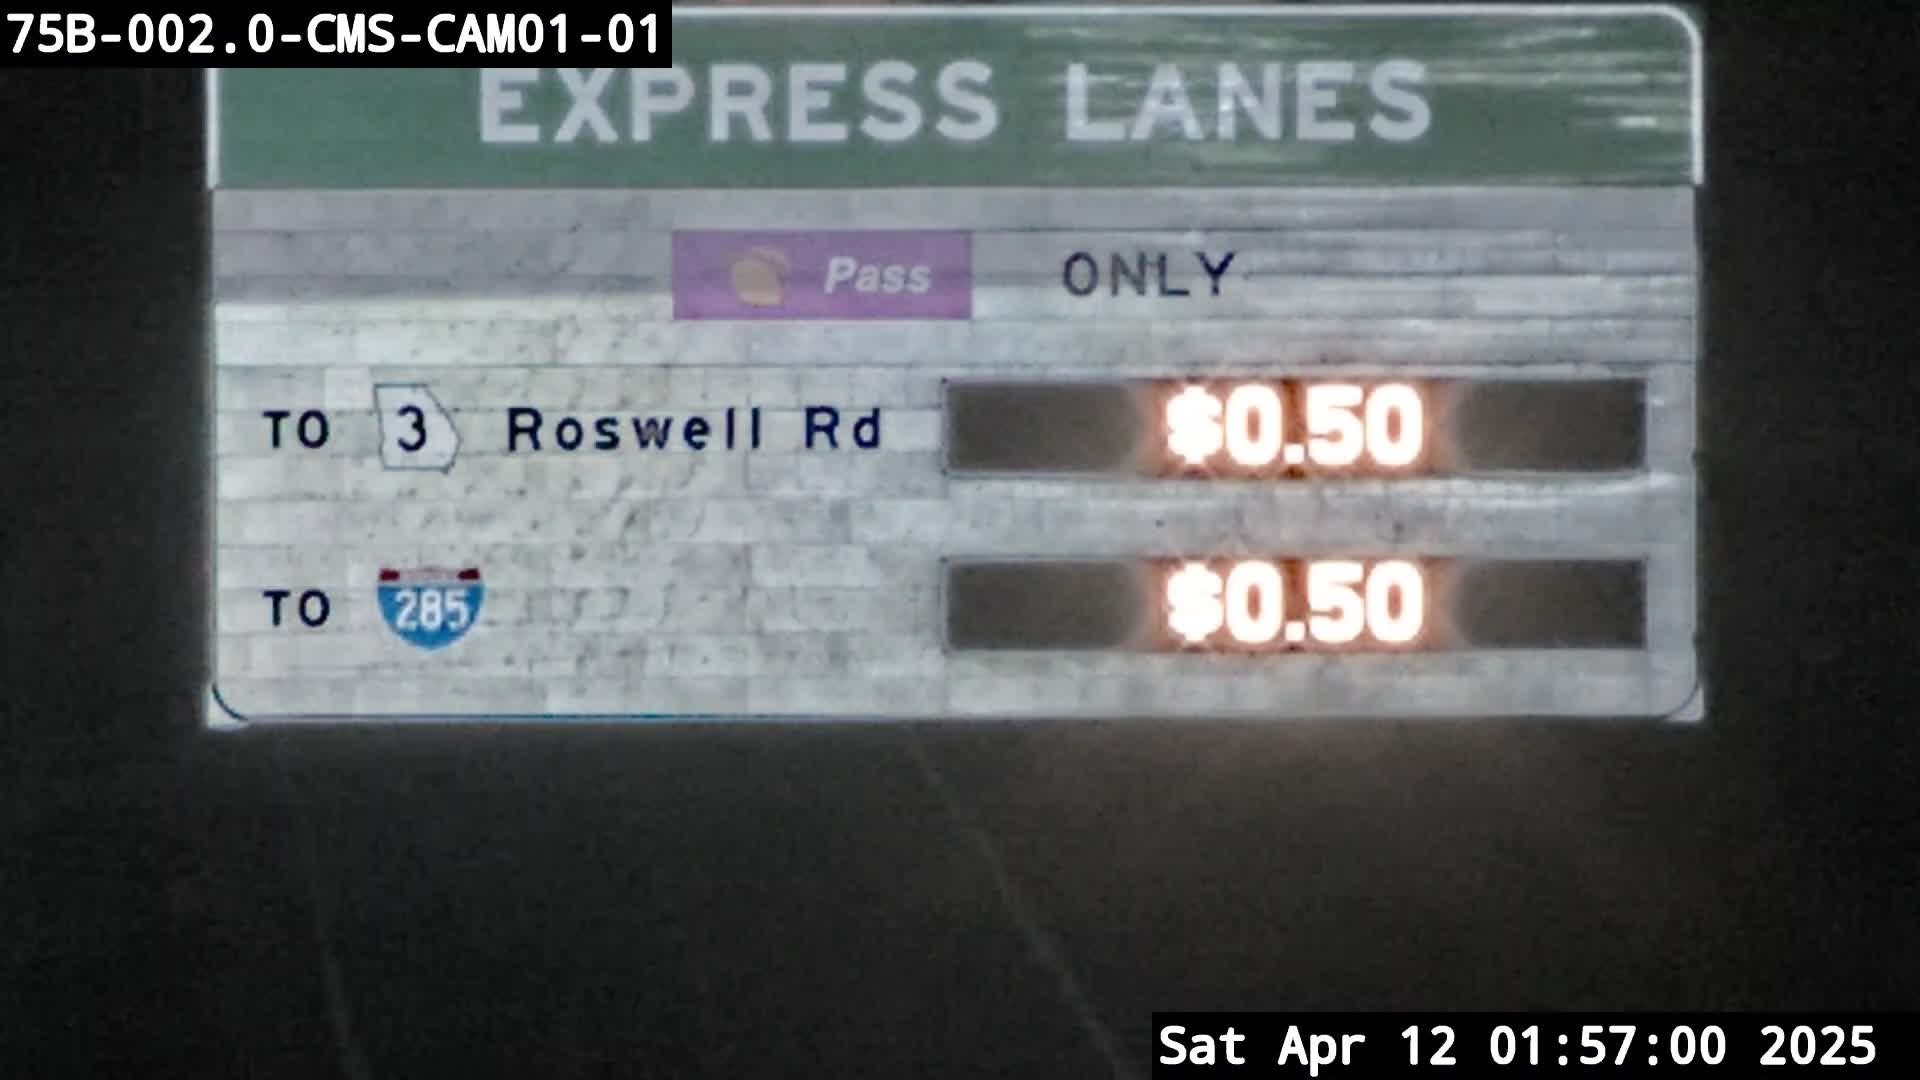 75B-002.0-CMS-CAM01-01
EXPRESS LANES
Pass ONLY
TO 3 Roswell Rd $0.50
TO 285 $0.50
Sat Apr 12 01:57:00 2025